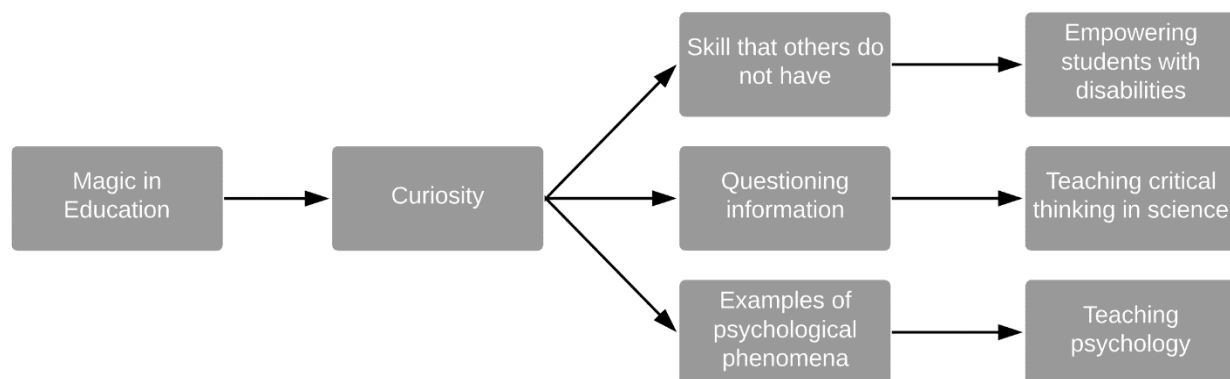 Magic in
Education
Curiosity
Skill that others do
not have
Empowering
students with
disabilities
Questioning
information
Teaching critical
thinking in science
Examples of
psychological
phenomena
Teaching
psychology